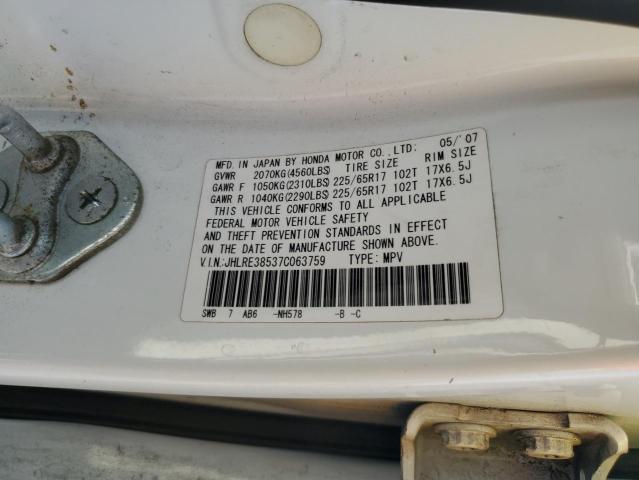 MFD. IN JAPAN BY HONDA MOTOR CO., LTD: 05/'07
GVWR 2070KG(4560LBS) TIRE SIZE RIM SIZE
GAWR F 1050KG(2310LBS) 225/65R17 102T 17X6.5J
GAWR R 1040KG(2290LBS) 225/65R17 102T 17X6.5J
THIS VEHICLE CONFORMS TO ALL APPLICABLE
FEDERAL MOTOR VEHICLE SAFETY
AND THEFT PREVENTION STANDARDS IN EFFECT
ON THE DATE OF MANUFACTURE SHOWN ABOVE.
V.I.N.:JHLRE38537C063759 TYPE: MPV
SWB 7 AB6 -NH578 -B -C